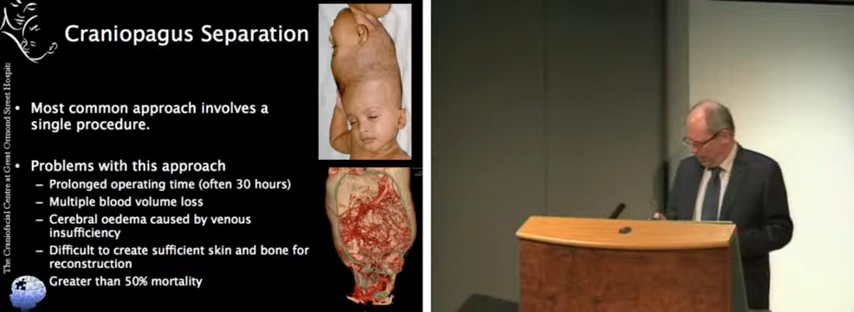 Craniopagus Separation
• Most common approach involves a
single procedure.
• Problems with this approach
– Prolonged operating time (often 30 hours)
– Multiple blood volume loss
– Cerebral oedema caused by venous
insufficiency
– Difficult to create sufficient skin and bone for
reconstruction
Greater than 50% mortality
The Craniofacial Centre at Great Ormond Street Hospit